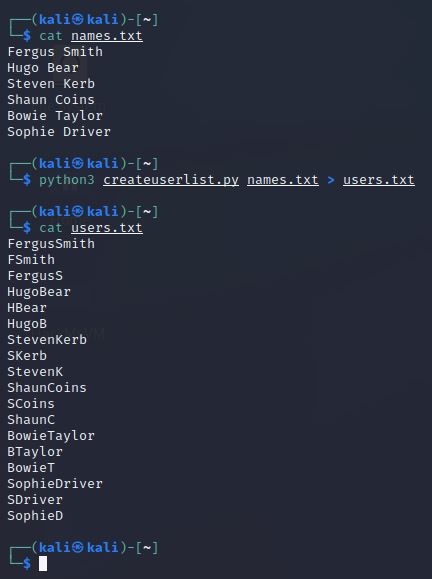 ┌──(kali㉿kali)-[~]
└─$ cat names.txt
Fergus Smith
Hugo Bear
Steven Kerb
Shaun Coins
Bowie Taylor
Sophie Driver
┌──(kali㉿kali)-[~]
└─$ python3 createuserlist.py names.txt > users.txt
┌──(kali㉿kali)-[~]
└─$ cat users.txt
FergusSmith
FSmith
FergusS
HugoBear
HBear
HugoB
StevenKerb
SKerb
StevenK
ShaunCoins
SCoins
ShaunC
BowieTaylor
BTaylor
BowieT
SophieDriver
SDriver
SophieD
┌──(kali㉿kali)-[~]
└─$